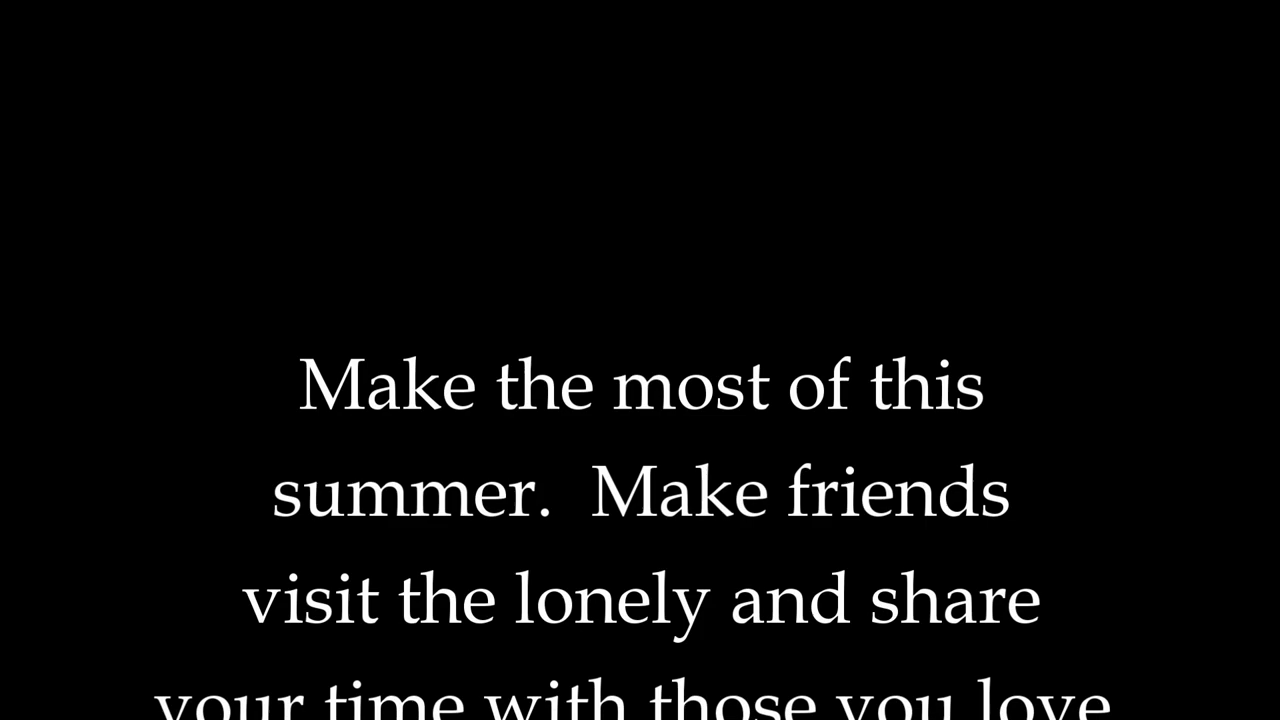 Make the most of this
summer.  Make friends
visit the lonely and share
your time with those you love